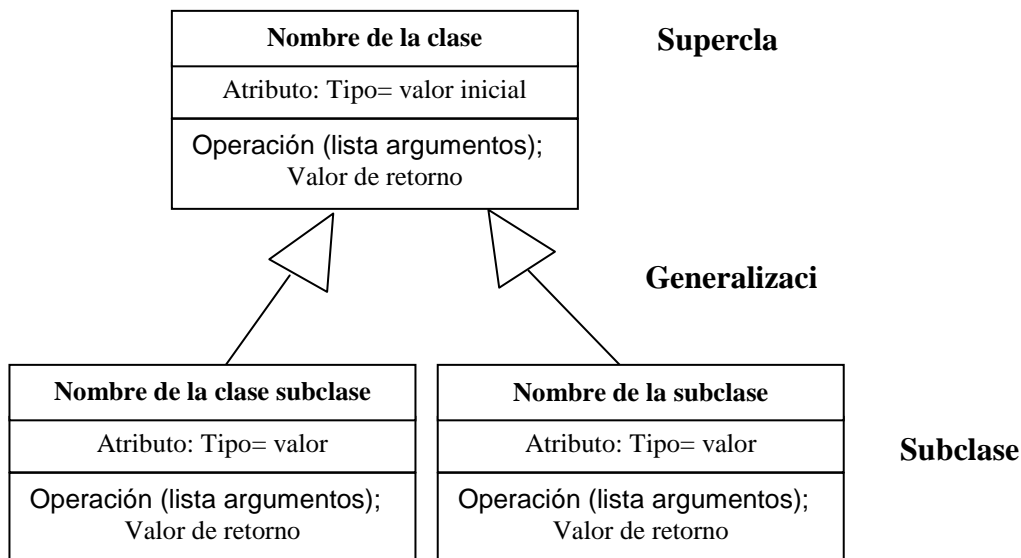 Nombre de la clase
Supercla
Atributo: Tipo= valor inicial
Operación (lista argumentos);
Valor de retorno
Generalizaci
Nombre de la clase subclase
Atributo: Tipo= valor
Operación (lista argumentos);
Valor de retorno
Nombre de la subclase
Atributo: Tipo= valor
Operación (lista argumentos);
Valor de retorno
Subclase